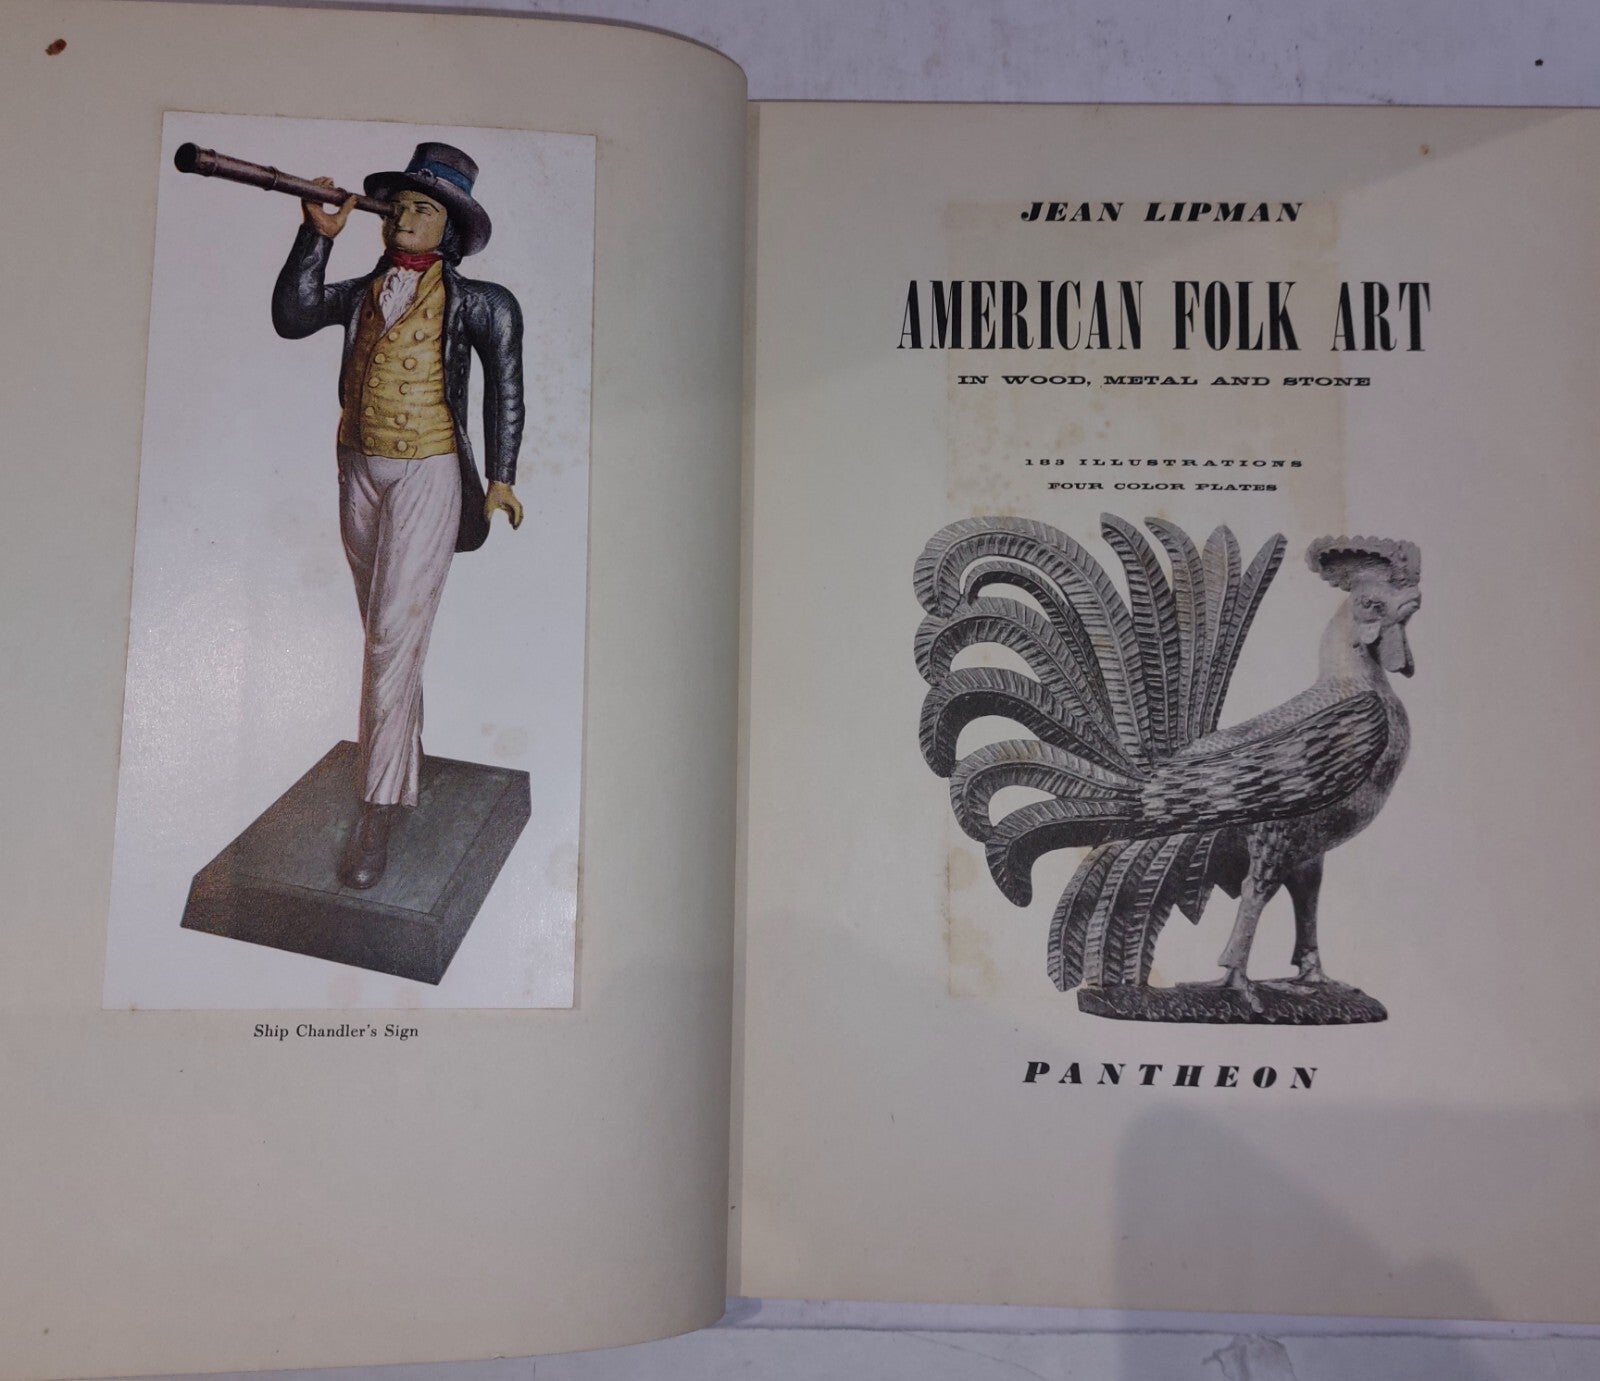 Ship Chandler's Sign
JEAN LIPMAN
AMERICAN FOLK ART
IN WOOD, METAL AND STONE
183 ILLUSTRATIONS
FOUR COLOR PLATES
PANTHEON